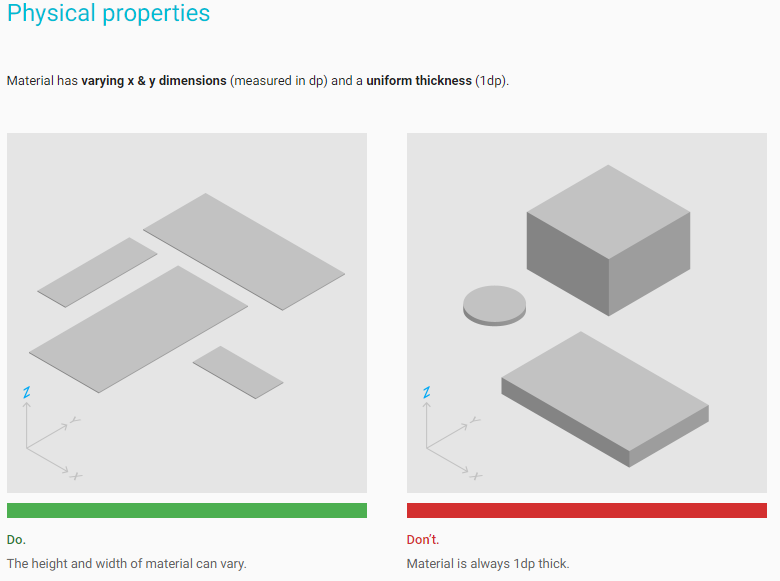 Physical properties
Material has varying x & y dimensions (measured in dp) and a uniform thickness (1dp).
Z
Y
X
Z
Y
X
Do.
The height and width of material can vary.
Don't.
Material is always 1dp thick.